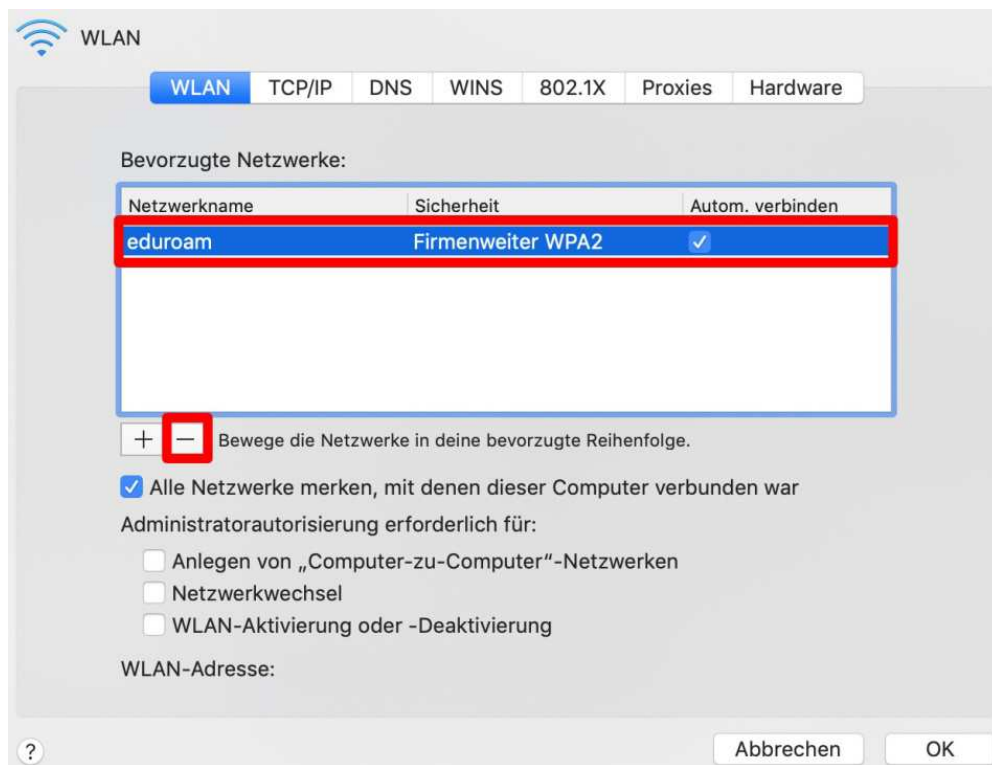 WLAN
WLAN TCP/IP DNS WINS 802.1X Proxies Hardware
Bevorzugte Netzwerke:
Netzwerkname Sicherheit Autom. verbinden
eduroam Firmenweiter WPA2
+ − Bewege die Netzwerke in deine bevorzugte Reihenfolge.
Alle Netzwerke merken, mit denen dieser Computer verbunden war
Administratorautorisierung erforderlich für:
Anlegen von „Computer-zu-Computer“-Netzwerken
Netzwerkwechsel
WLAN-Aktivierung oder -Deaktivierung
WLAN-Adresse:
? Abbrechen OK